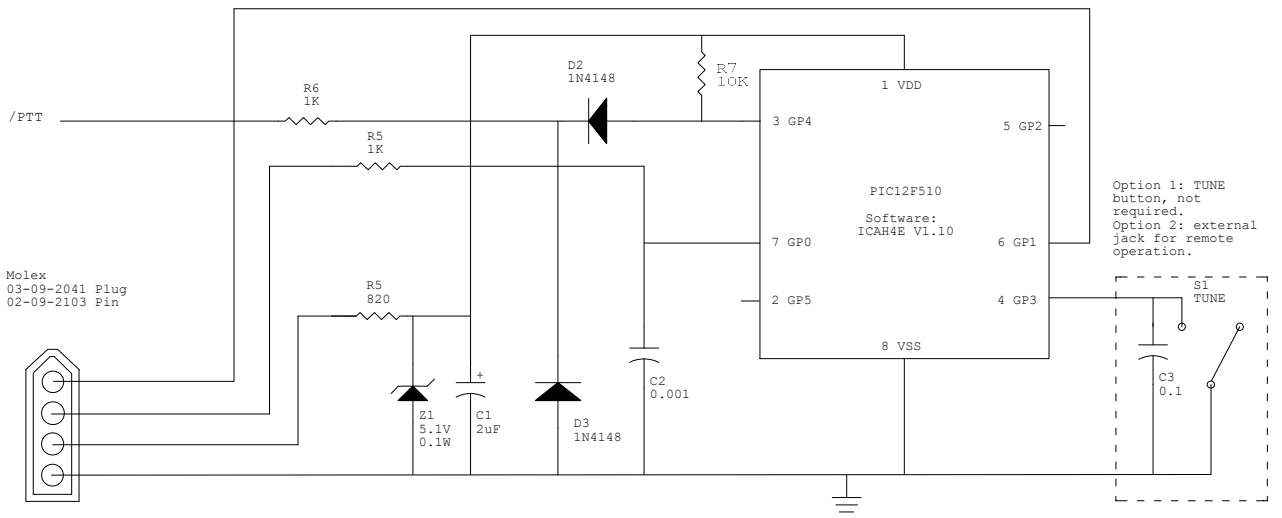 D2
1N4148
R7
10K
1 VDD
R6
1K
/PTT
3 GP4
5 GP2
R5
1K
PIC12F510
Software:
ICAH4E V1.10
Option 1: TUNE
button, not
required.
Option 2: external
jack for remote
operation.
7 GP0
6 GP1
Molex
03-09-2041 Plug
02-09-2103 Pin
R5
820
2 GP5
4 GP3
S1
TUNE
8 VSS
+
C2
0.001
C3
0.1
Z1
5.1V
0.1W
C1
2uF
D3
1N4148